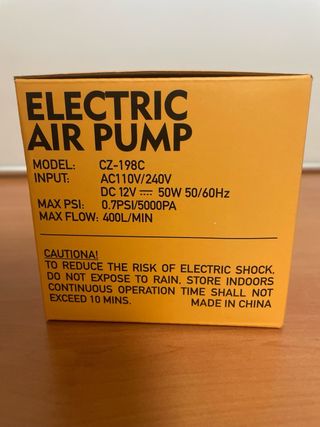 ELECTRIC
AIR PUMP
MODEL: CZ-198C
INPUT: AC110V/240V
DC 12V ⎓ 50W 50/60Hz
MAX PSI: 0.7PSI/5000PA
MAX FLOW: 400L/MIN
CAUTIONA!
TO REDUCE THE RISK OF ELECTRIC SHOCK.
DO NOT EXPOSE TO RAIN. STORE INDOORS
CONTINUOUS OPERATION TIME SHALL NOT
EXCEED 10 MINS. MADE IN CHINA